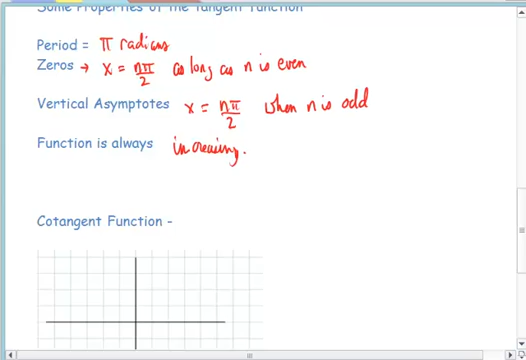 Some Properties of the Tangent Function
Period = π radians
Zeros → x = nπ/2 as long as n is even
Vertical Asymptotes x = nπ/2 when n is odd
Function is always increasing.
Cotangent Function -